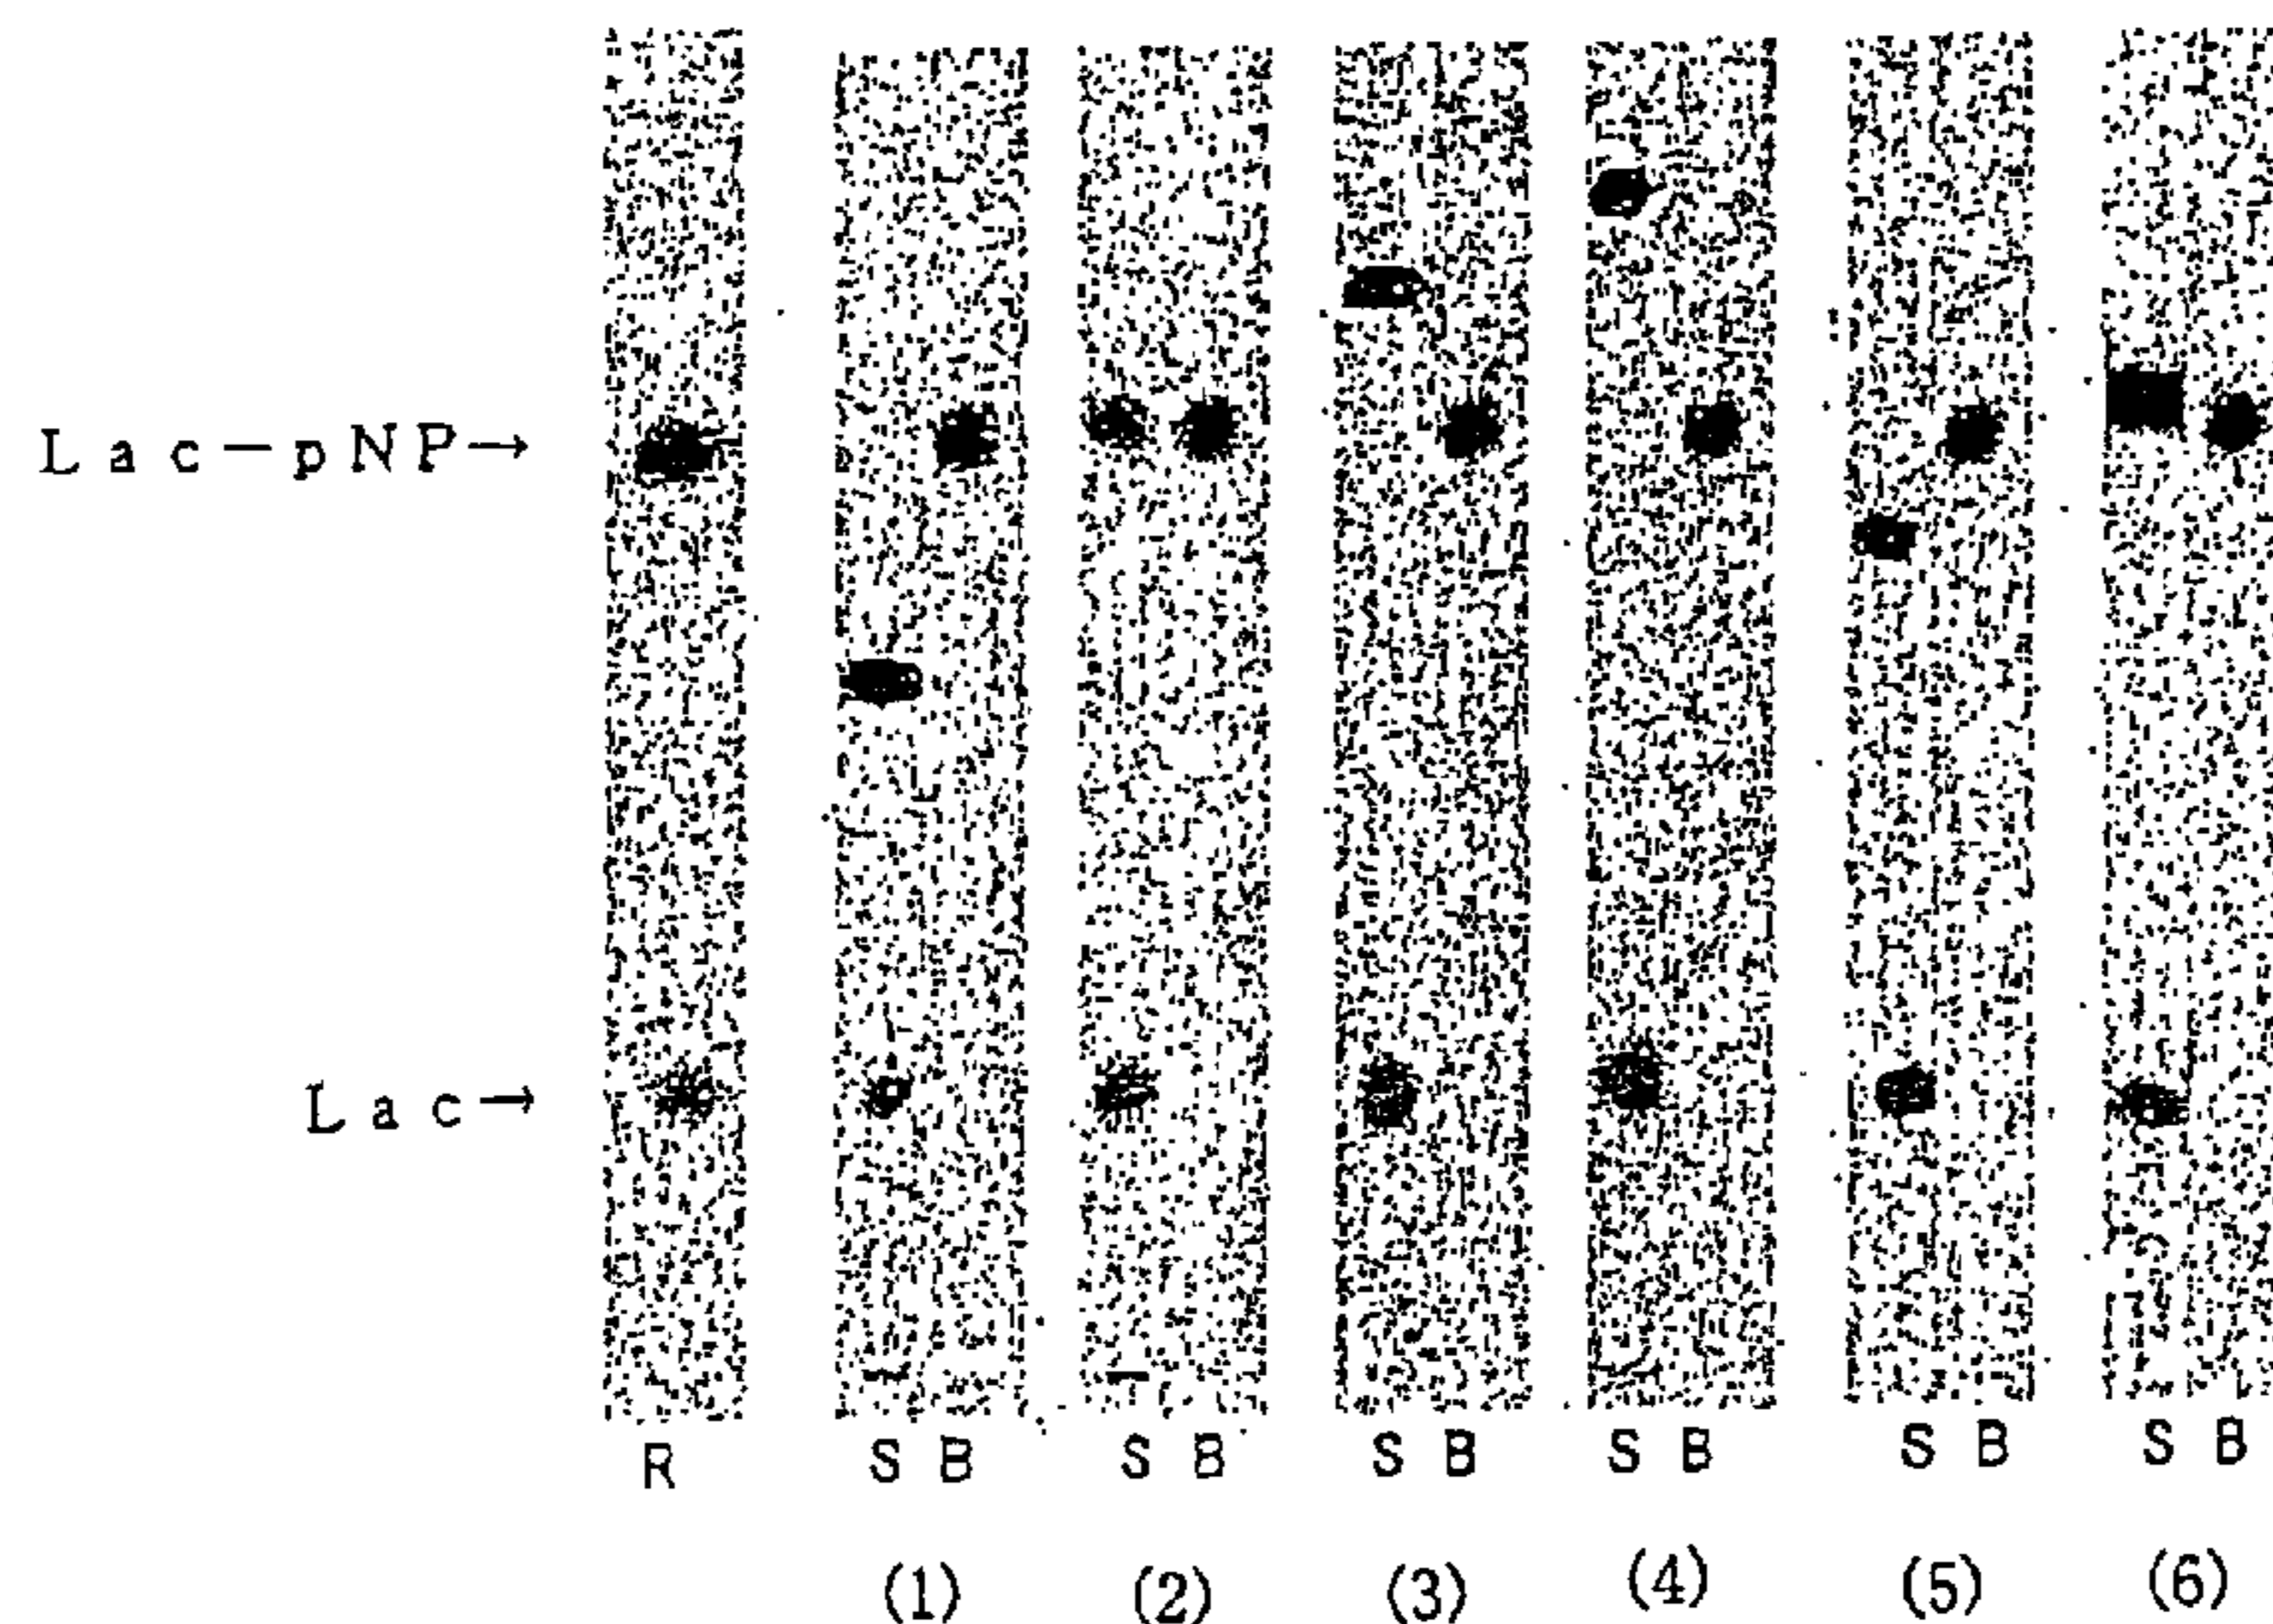 Lac-pNP→
Lac→
R S B S B S B S B S B S B
(1) (2) (3) (4) (5) (6)